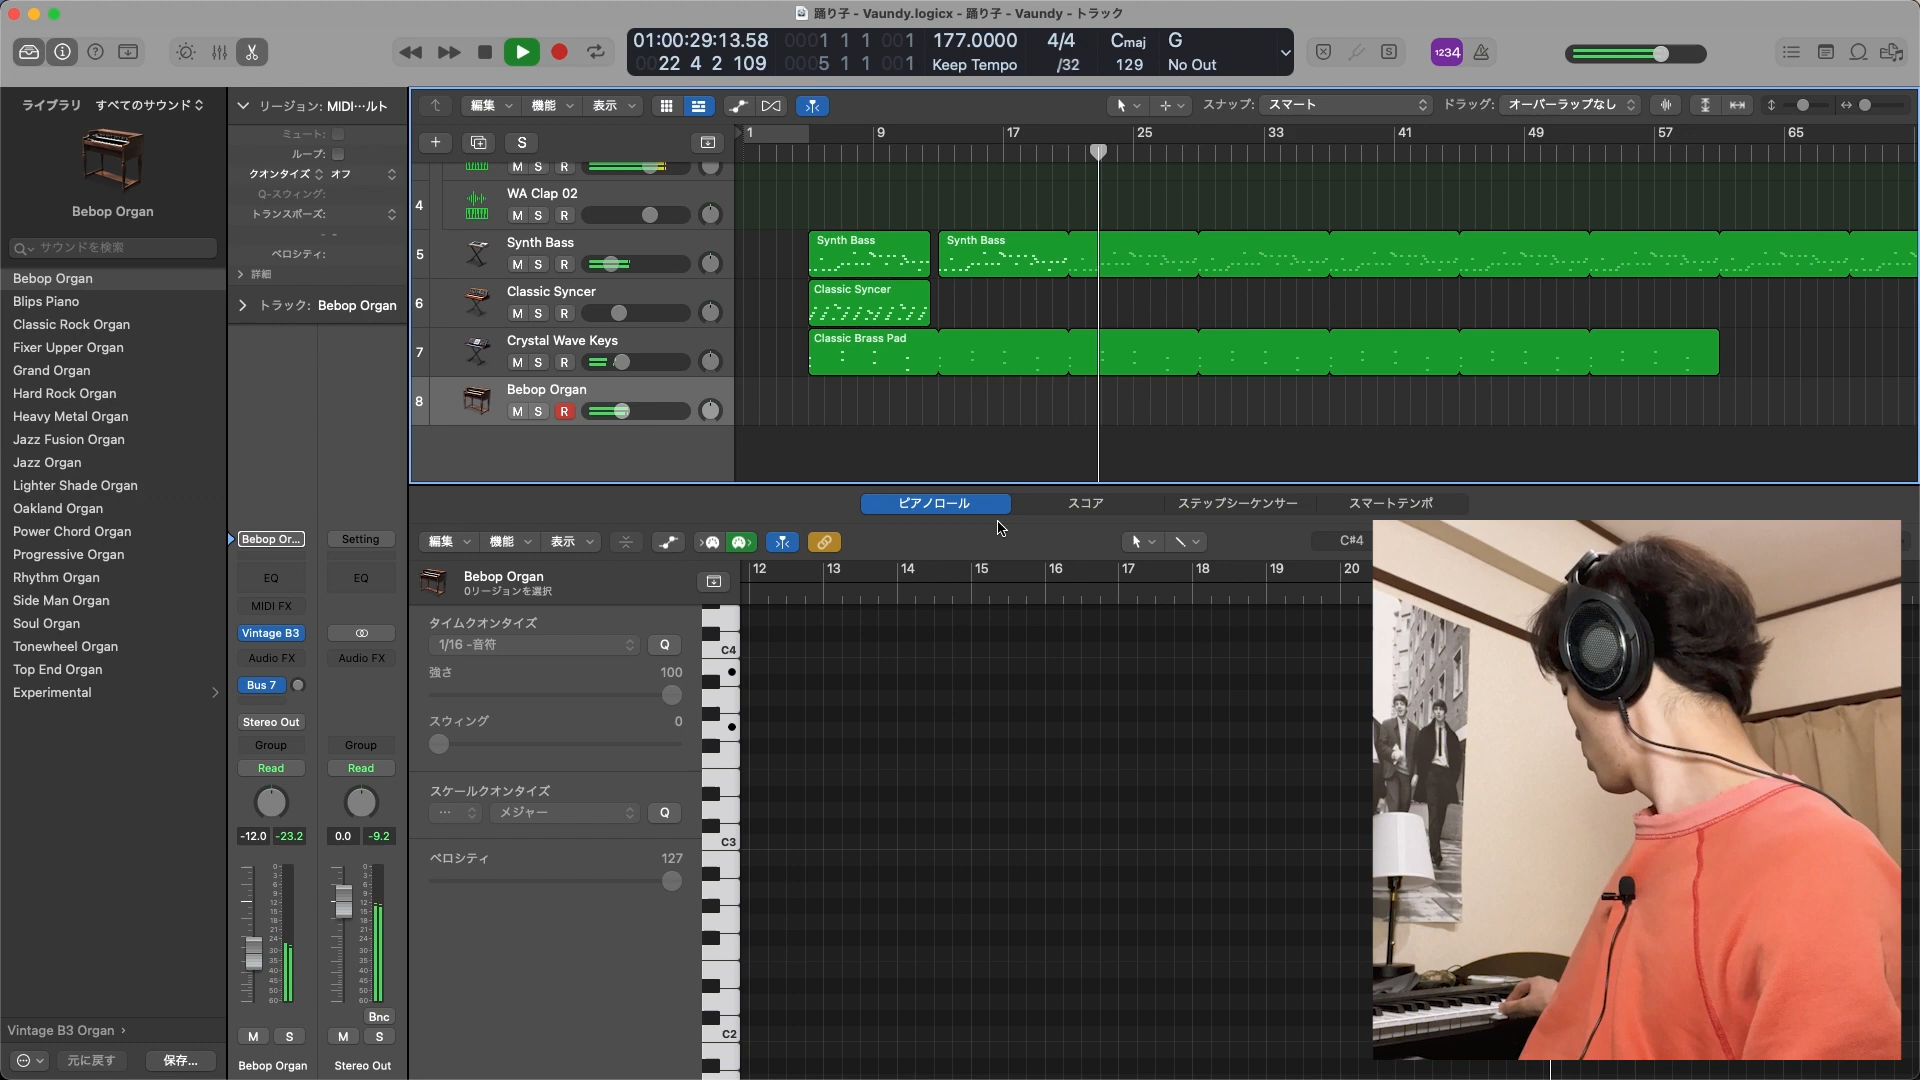 踊り子 - Vaundy.logicx - 踊り子 - Vaundy - トラック
01:00:29:13.58 0001 1 1 001 177.0000 4/4 Cmaj G
0022 4 2 109 0005 1 1 001 Keep Tempo /32 129 No Out
1234
ライブラリ すべてのサウンド
Bebop Organ
サウンドを検索
Bebop Organ
Blips Piano
Classic Rock Organ
Fixer Upper Organ
Grand Organ
Hard Rock Organ
Heavy Metal Organ
Jazz Fusion Organ
Jazz Organ
Lighter Shade Organ
Oakland Organ
Power Chord Organ
Progressive Organ
Rhythm Organ
Side Man Organ
Soul Organ
Tonewheel Organ
Top End Organ
Experimental
Vintage B3 Organ
元に戻す 保存...
リージョン: MIDI…ルト
ミュート:
ループ:
クオンタイズ オフ
Q-スウィング:
トランスポーズ:
- -
ベロシティ:
詳細
トラック: Bebop Organ
Bebop Or... Setting
EQ EQ
MIDI FX
Vintage B3
Audio FX Audio FX
Bus 7
Stereo Out
Group Group
Read Read
-12.0 -23.2 0.0 -9.2
Bnc
M S M S
Bebop Organ Stereo Out
編集 機能 表示 スナップ: スマート ドラッグ: オーバーラップなし
S
1 9 17 25 33 41 49 57 65
M S R
4 WA Clap 02
M S R
5 Synth Bass
M S R
Synth Bass Synth Bass
6 Classic Syncer
M S R
Classic Syncer
7 Crystal Wave Keys
M S R
Classic Brass Pad
8 Bebop Organ
M S R
ピアノロール スコア ステップシーケンサー スマートテンポ
編集 機能 表示 C#4
Bebop Organ
0リージョンを選択
12 13 14 15 16 17 18 19 20
タイムクオンタイズ
1/16 -音符 Q
強さ 100
スウィング 0
スケールクオンタイズ
… メジャー Q
ベロシティ 127
C4
C3
C2